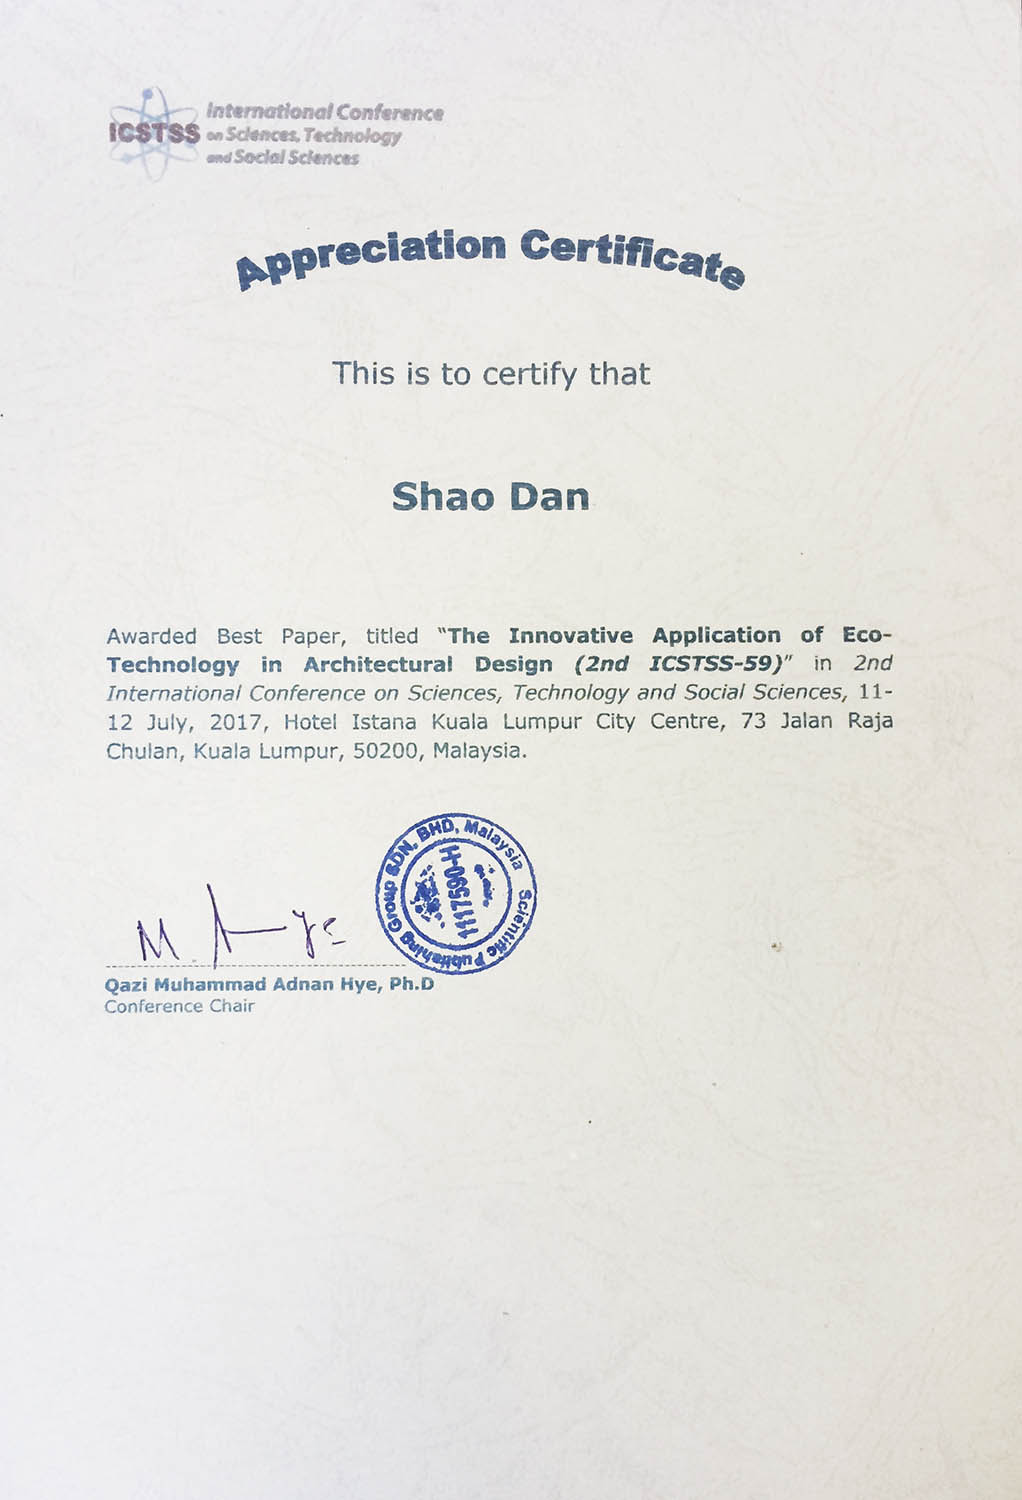 ICSTSS
International Conference
on Sciences, Technology
and Social Sciences
Appreciation Certificate
This is to certify that
Shao Dan
Awarded Best Paper, titled “The Innovative Application of Eco-
Technology in Architectural Design (2nd ICSTSS-59)” in 2nd
International Conference on Sciences, Technology and Social Sciences, 11-
12 July, 2017, Hotel Istana Kuala Lumpur City Centre, 73 Jalan Raja
Chulan, Kuala Lumpur, 50200, Malaysia.
Scientific Publishing Group SDN, BHD, Malaysia
1117590-H
Qazi Muhammad Adnan Hye, Ph.D
Conference Chair